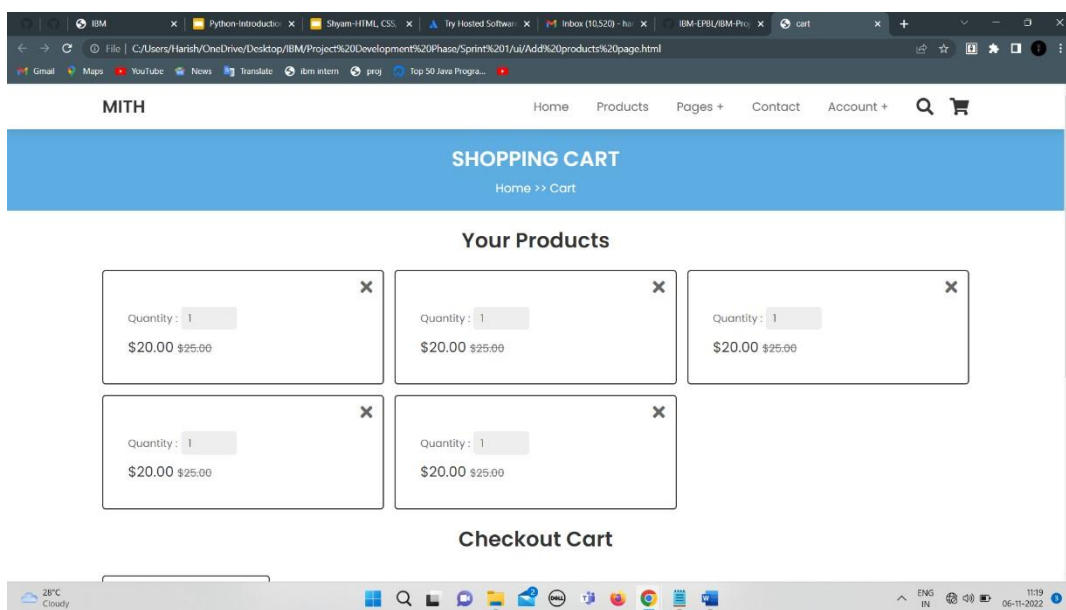 IBM Python-Introductio Shyam-HTML, CSS, Try Hosted Softwar Inbox (10,520) - ha IBM-EPBL/IBM-Pro cart
File | C:/Users/Harish/OneDrive/Desktop/IBM/Project%20Development%20Phase/Sprint%201/ui/Add%20products%20page.html
Gmail Maps YouTube News Translate ibm intern proj Top 50 Java Progra...
MITH Home Products Pages + Contact Account +
SHOPPING CART
Home >> Cart
Your Products
Quantity : 1 Quantity : 1 Quantity : 1
$20.00 $25.00 $20.00 $25.00 $20.00 $25.00
Quantity : 1 Quantity : 1
$20.00 $25.00 $20.00 $25.00
Checkout Cart
28°C ENG 11:19
Cloudy IN 06-11-2022